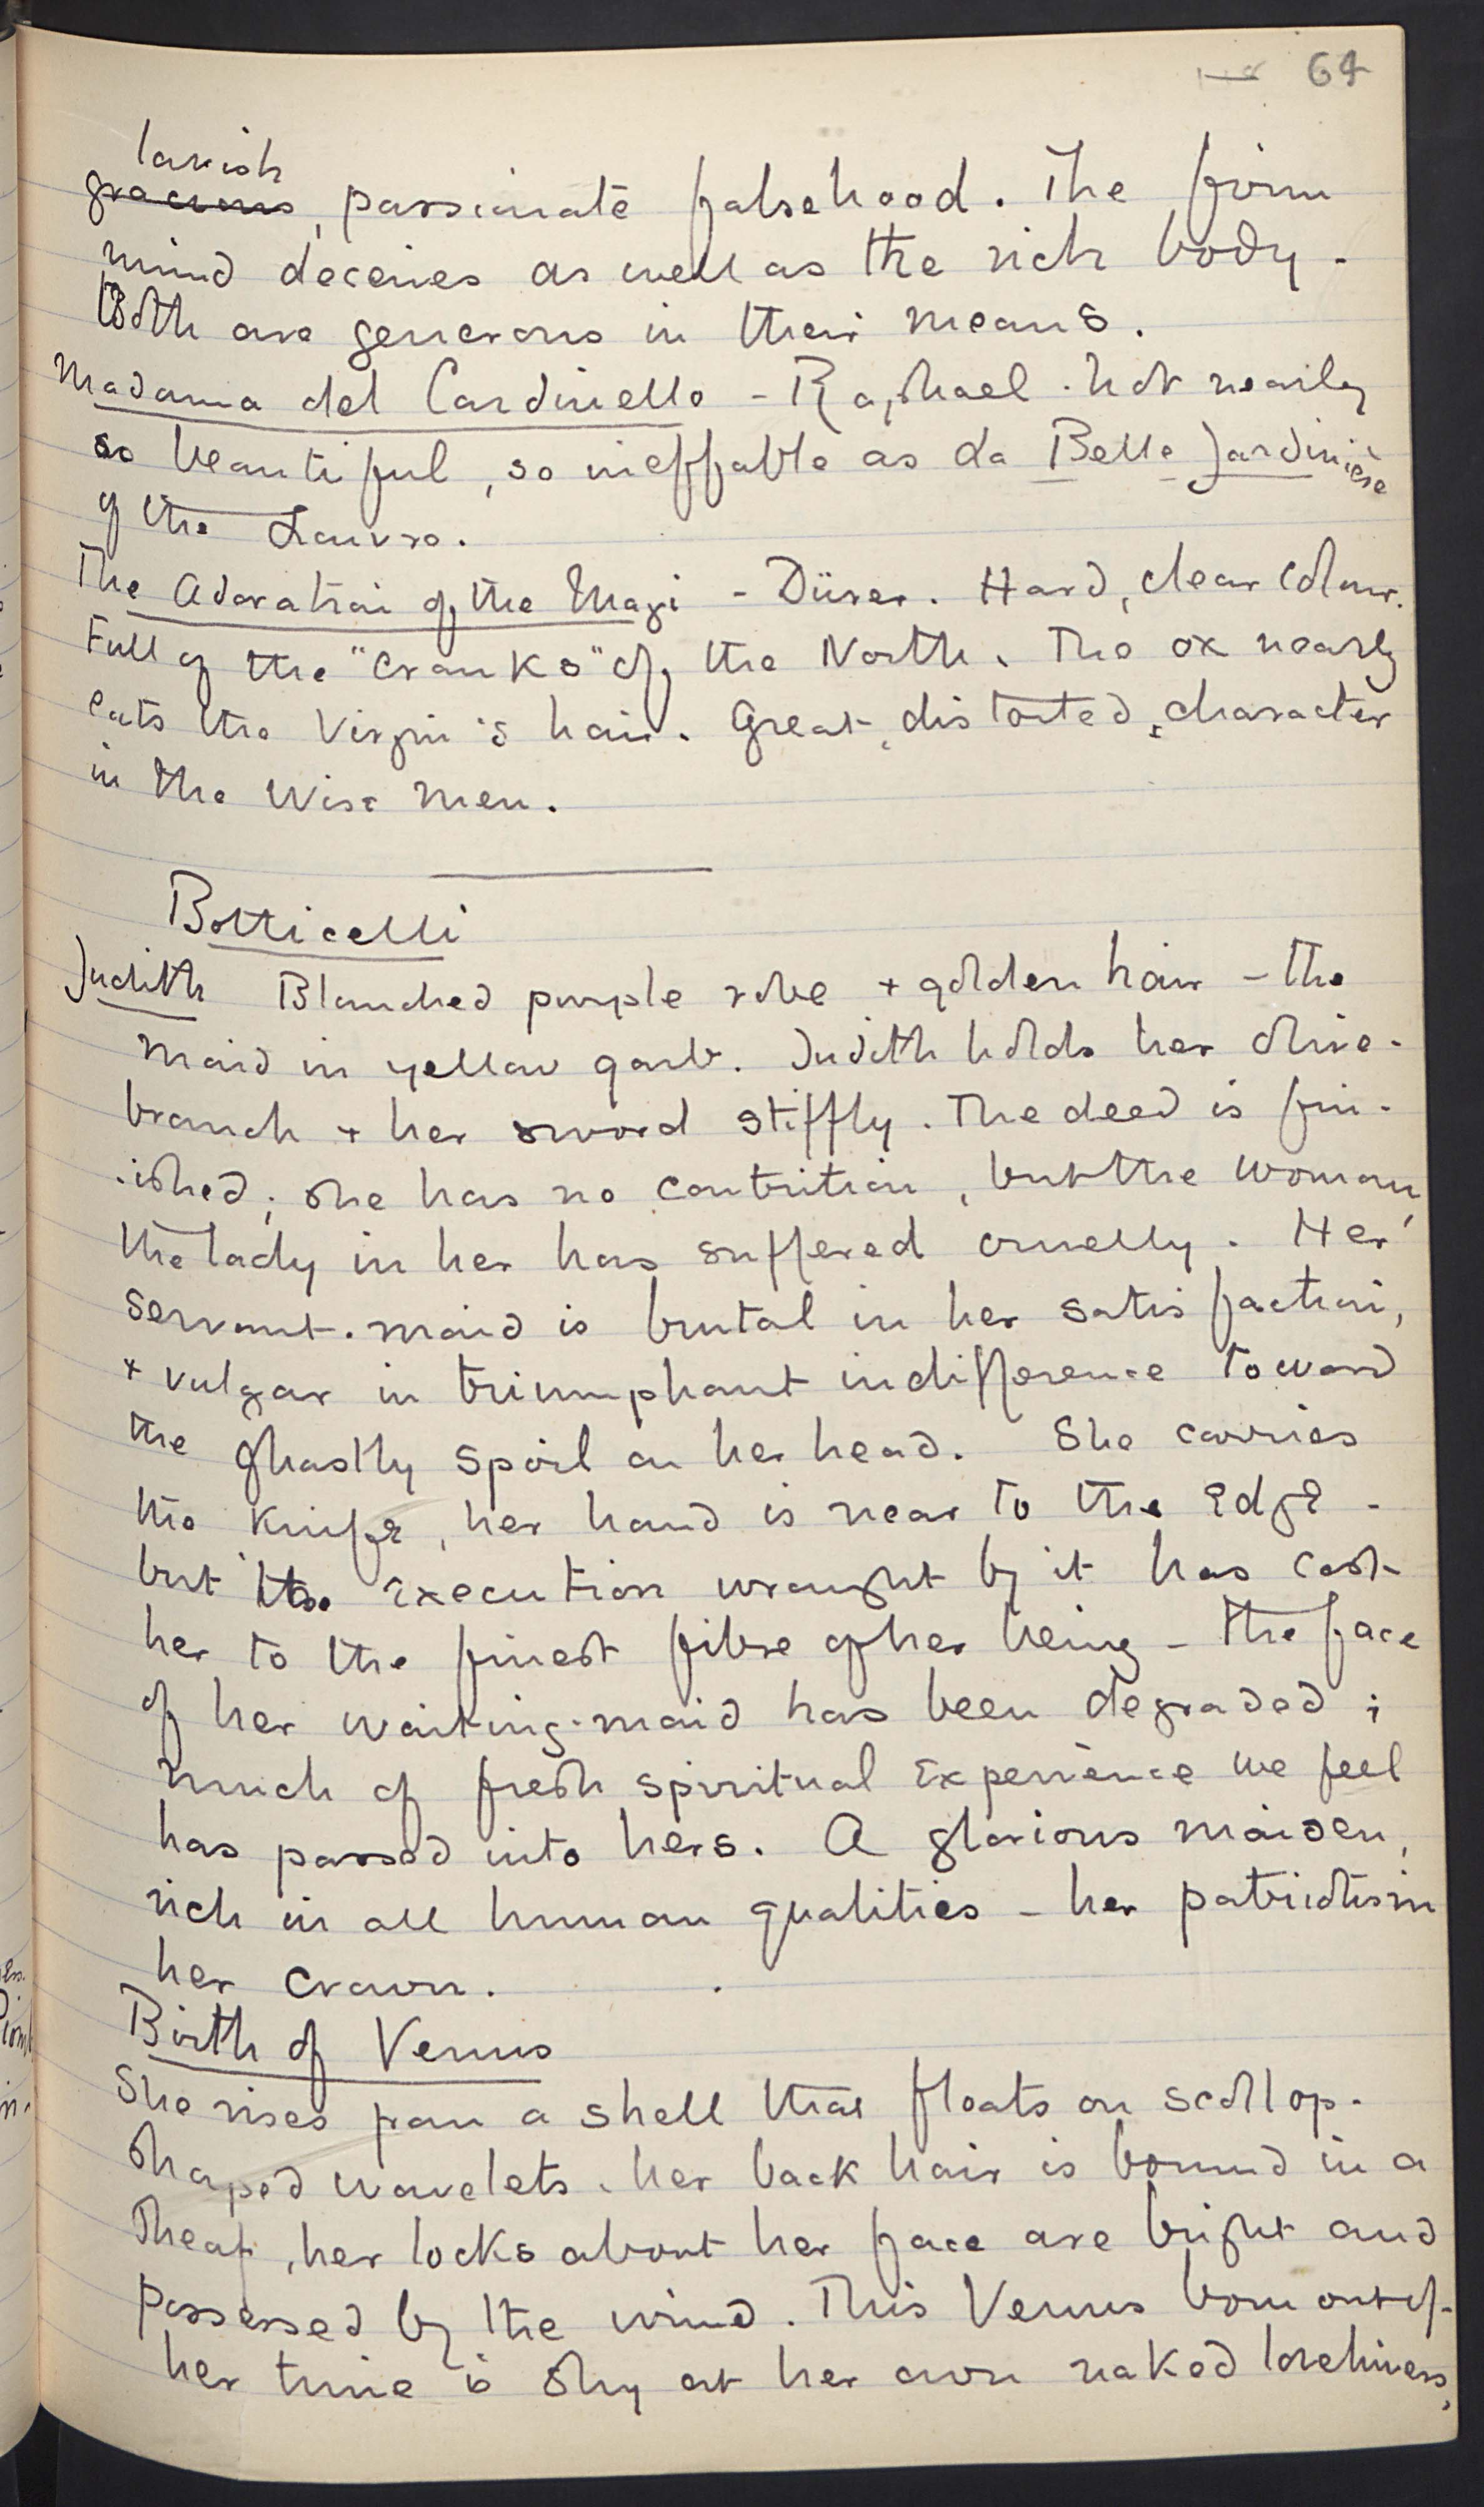 64
lavish
gracious, passionate falsehood. The firm
mind deceives as well as the rich body.
Both are generous in their means.
Madonna del Cardinello - Raphael. Not nearly
so beautiful, so ineffable as La Belle Jardinière
of the Louvre.
The Adoration of the Magi - Dürer. Hard, clear colour.
Full of the "cranks" of the North. The ox nearly
eats the Virgin's hair. Great, distorted, character
in the Wise Men.
Botticelli
Judith Blanched purple robe + golden hair - the
maid in yellow garb. Judith holds her olive-
branch + her sword stiffly. The deed is fin-
-ished; she has no contrition, but the woman,
the lady in her has suffered cruelly. Her
servant-maid is brutal in her satisfaction,
+ vulgar in triumphant indifference toward
the ghastly spoil on her head. She carries
the knife, her hand is near to the edge -
but the execution wrought by it has cost
her to the finest fibre of her being - the face
of her waiting-maid has been degraded;
much of fresh spiritual experience we feel
has passed into hers. A glorious maiden,
rich in all human qualities - her patriotism
her crown.
Birth of Venus
She rises from a shell that floats on scollop-
shaped wavelets. her back hair is bound in a
sheaf, her locks about her face are bright and
possessed by the wind. This Venus born out of
her time is shy at her own naked loveliness,